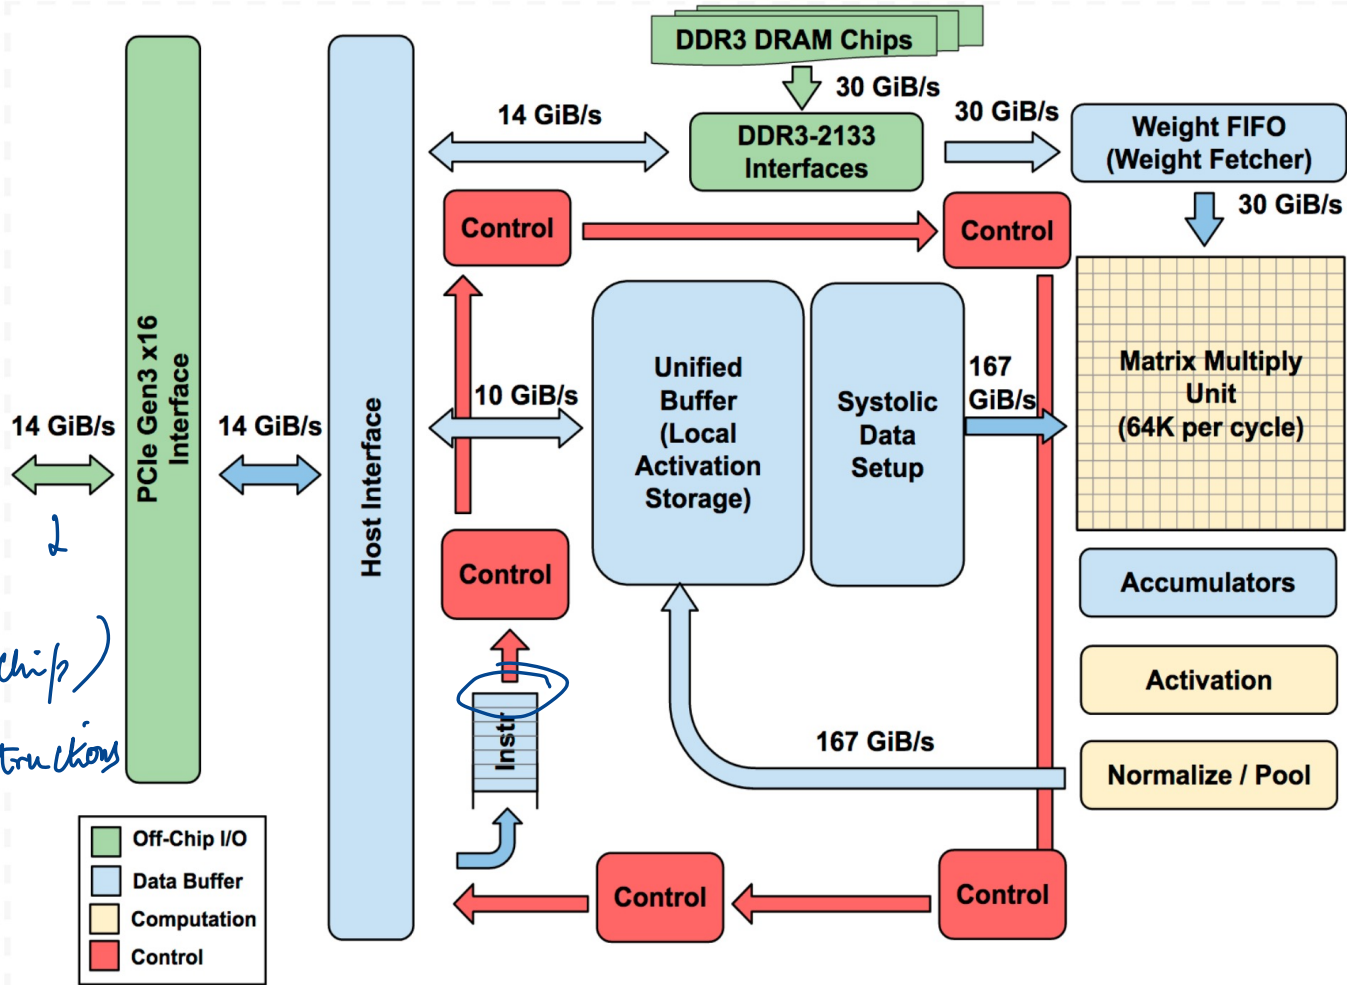 DDR3 DRAM Chips
30 GiB/s
14 GiB/s
DDR3-2133
Interfaces
30 GiB/s
Weight FIFO
(Weight Fetcher)
30 GiB/s
Control
Control
PCIe Gen3 x16
Interface
14 GiB/s
14 GiB/s
Host Interface
10 GiB/s
Unified
Buffer
(Local
Activation
Storage)
Systolic
Data
Setup
167
GiB/s
Matrix Multiply
Unit
(64K per cycle)
Control
Accumulators
Activation
Normalize / Pool
chip)
tructions
Instr
167 GiB/s
Control
Control
Off-Chip I/O
Data Buffer
Computation
Control